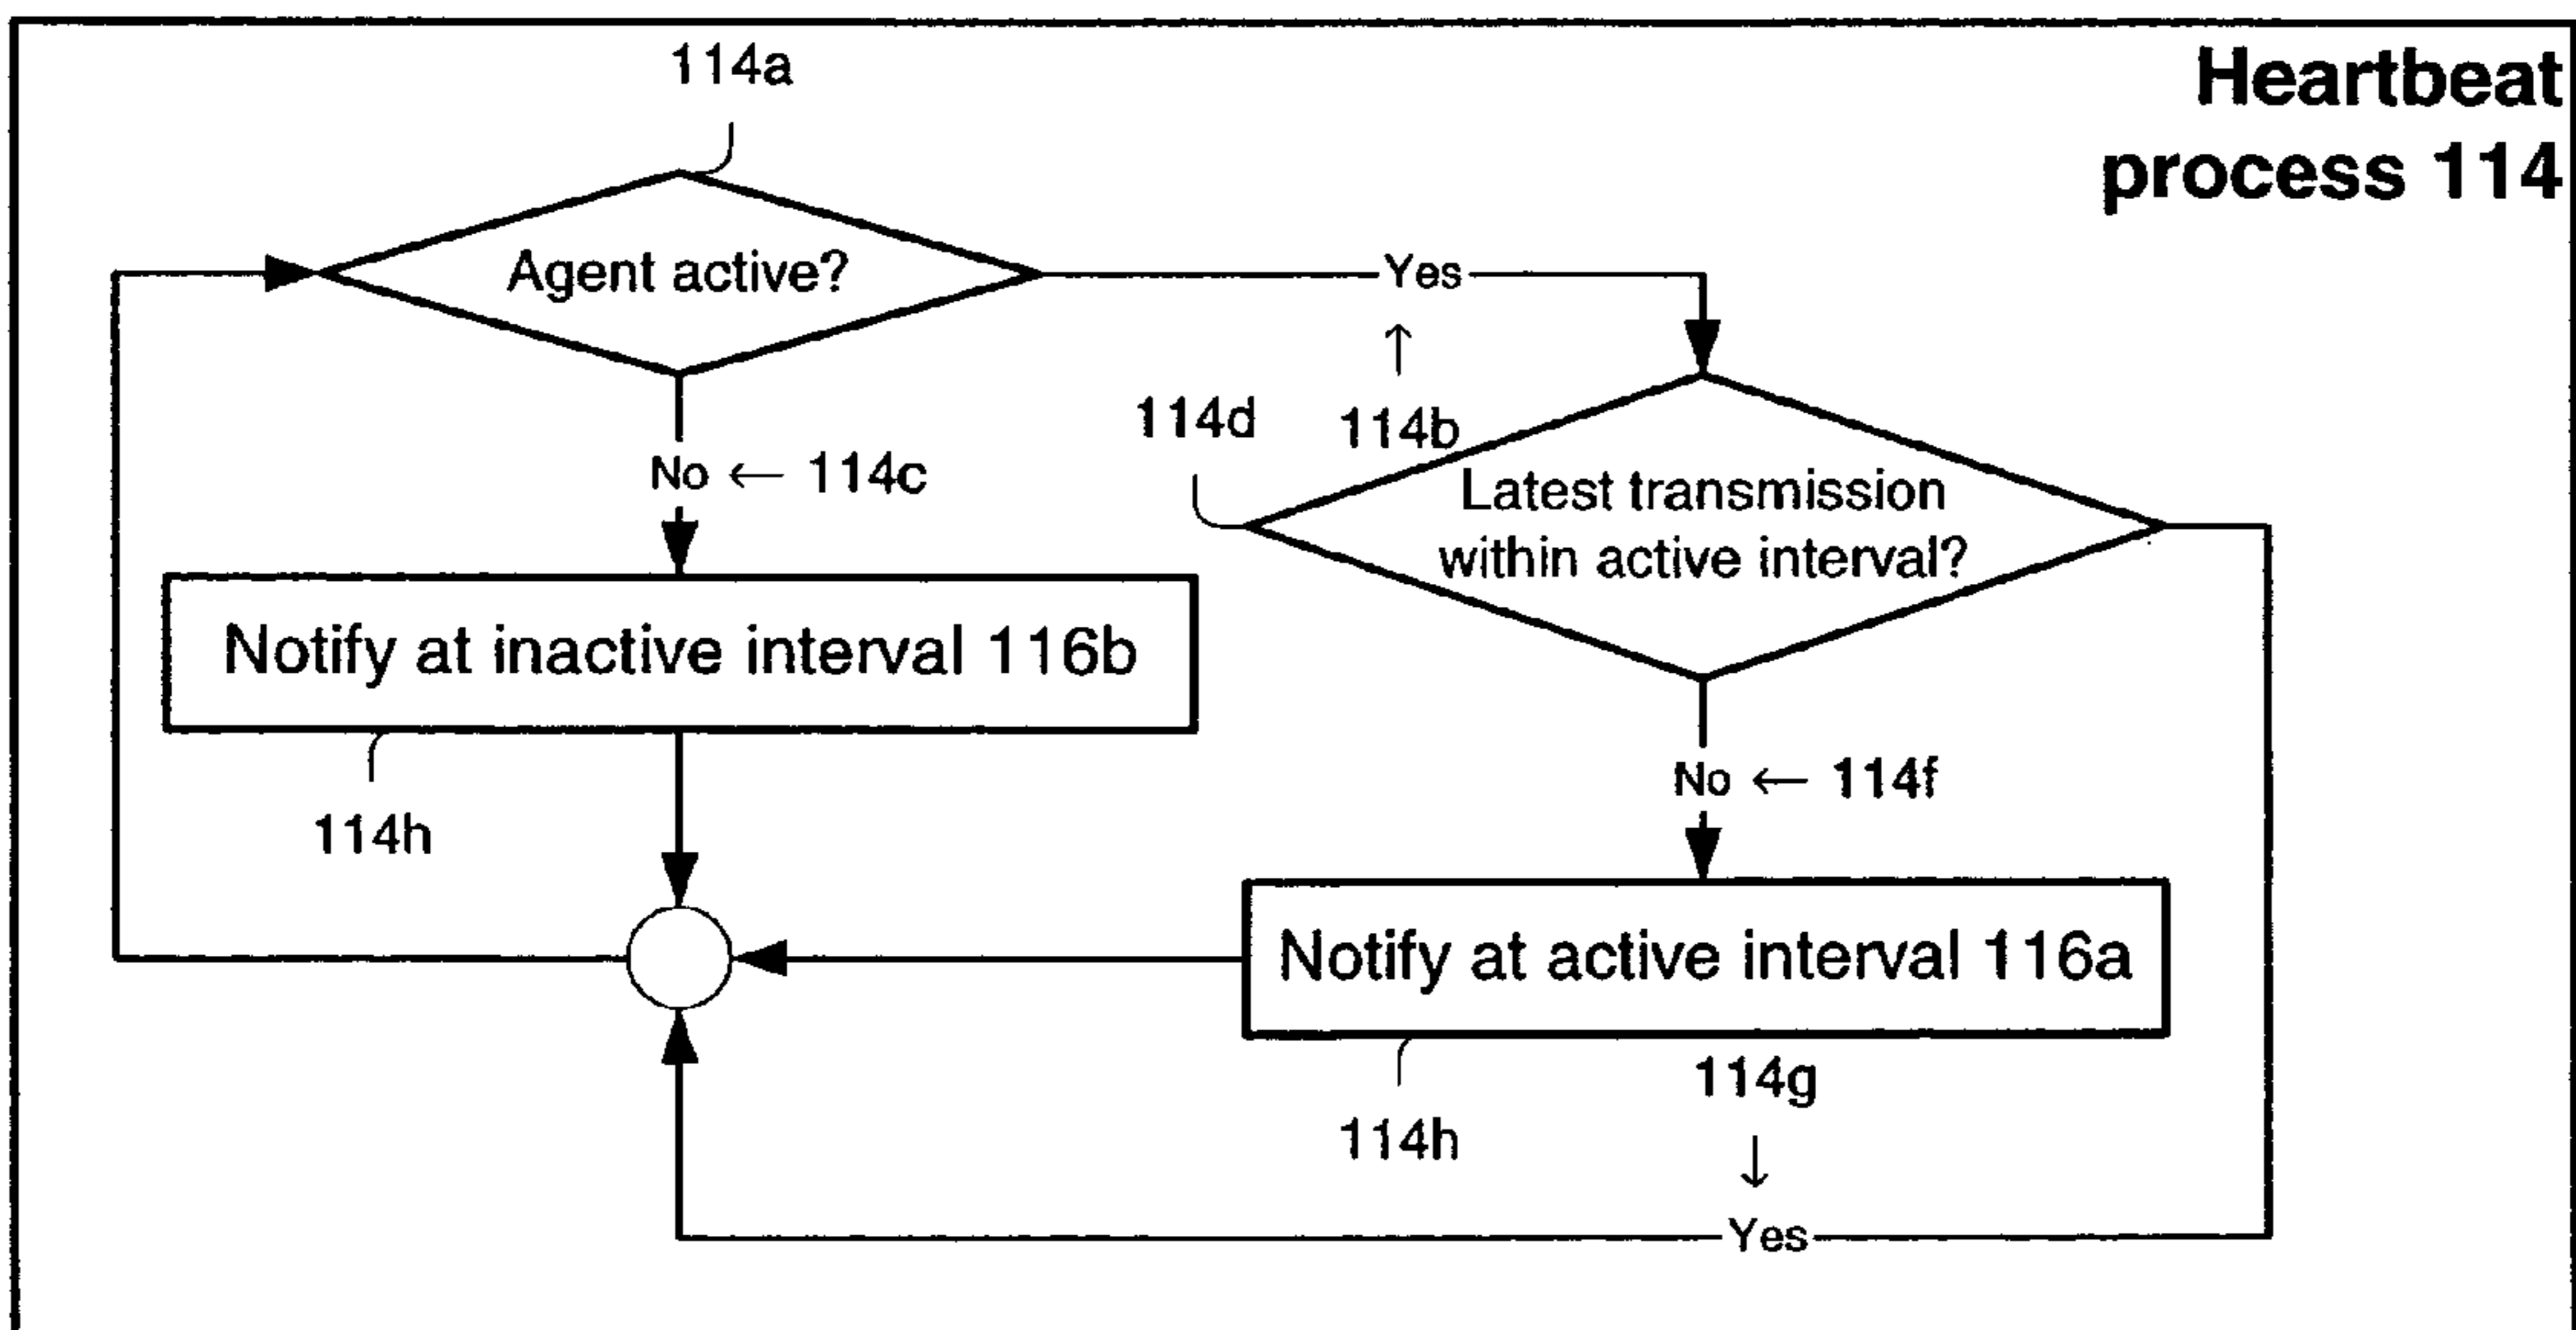 Heartbeat
process 114
114a
Agent active?
Yes
114b
114d
No ← 114c
Latest transmission
within active interval?
Notify at inactive interval 116b
No ← 114f
114h
Notify at active interval 116a
114g
114h
Yes